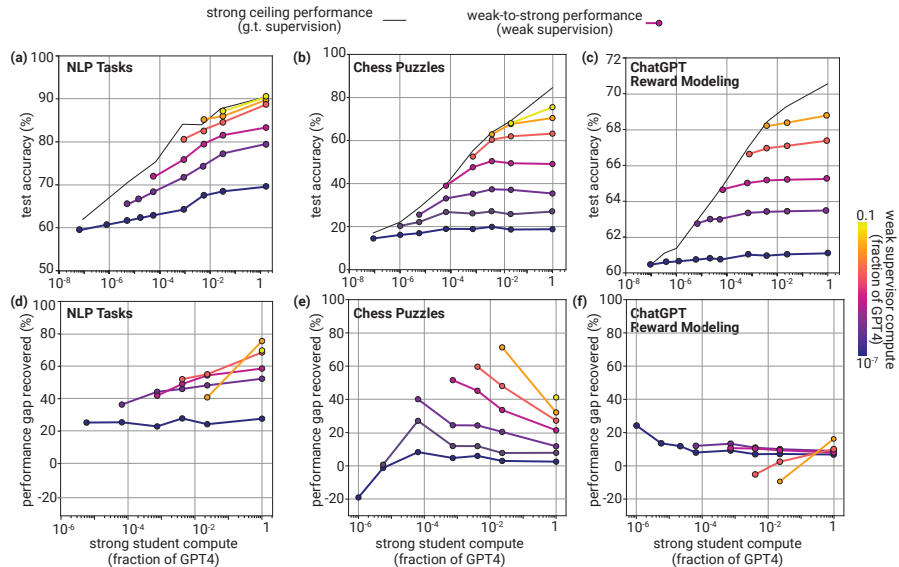 strong ceiling performance
(g.t. supervision)
weak-to-strong performance
(weak supervision)
(a)
NLP Tasks
test accuracy (%)
100
90
80
70
60
50
10-8
10-6
10-4
10-2
1
(b)
Chess Puzzles
test accuracy (%)
100
80
60
40
20
0
10-8
10-6
10-4
10-2
1
(c)
ChatGPT
Reward Modeling
test accuracy (%)
72
70
68
66
64
62
60
10-8
10-6
10-4
10-2
1
0.1
10-7
weak supervisor compute
(fraction of GPT4)
(d)
NLP Tasks
performance gap recovered (%)
100
80
60
40
20
0
-20
10-6
10-4
10-2
1
strong student compute
(fraction of GPT4)
(e)
Chess Puzzles
performance gap recovered (%)
100
80
60
40
20
0
-20
10-6
10-4
10-2
1
strong student compute
(fraction of GPT4)
(f)
ChatGPT
Reward Modeling
performance gap recovered (%)
100
80
60
40
20
0
-20
10-6
10-4
10-2
1
strong student compute
(fraction of GPT4)